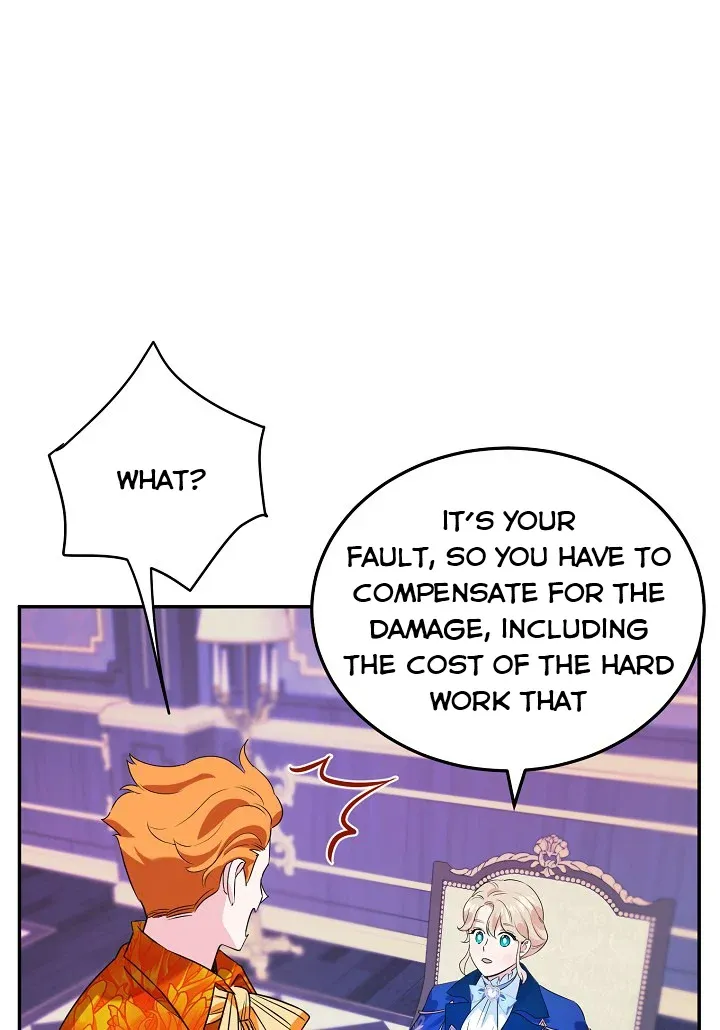 WHAT?
IT'S YOUR
FAULT, SO YOU HAVE TO
COMPENSATE FOR THE
DAMAGE, INCLUDING
THE COST OF THE HARD
WORK THAT